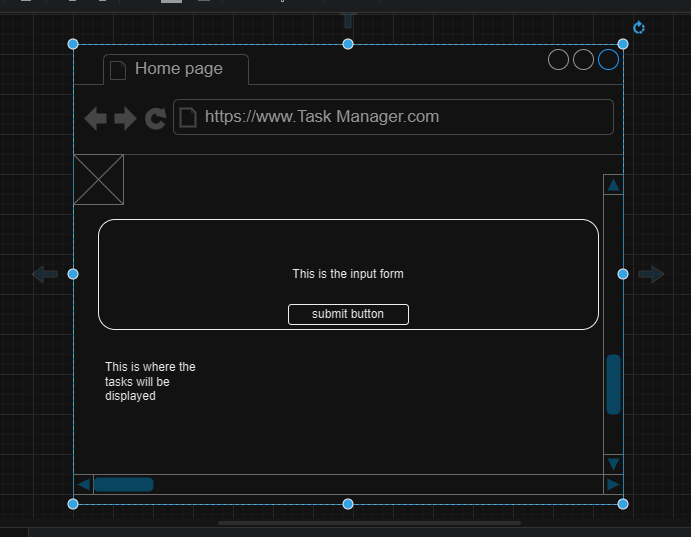 Home page
https://www.Task Manager.com
This is the input form
submit button
This is where the
tasks will be
displayed